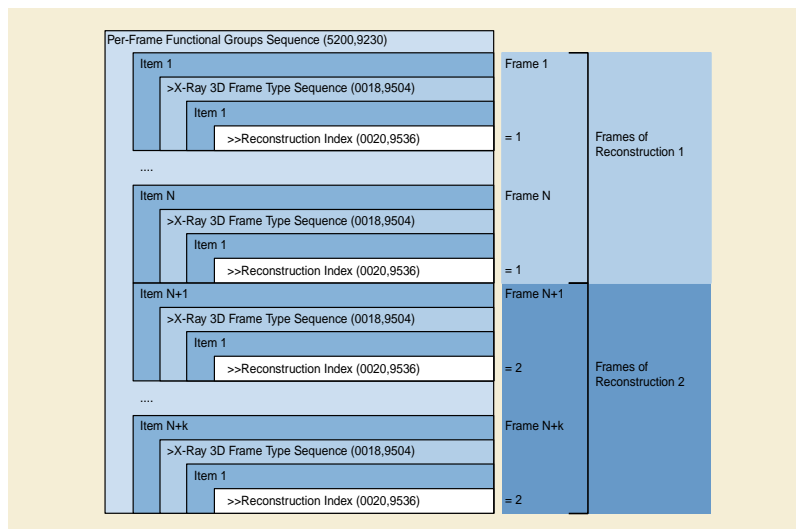 Per-Frame Functional Groups Sequence (5200,9230)
Item 1
Frame 1
>X-Ray 3D Frame Type Sequence (0018,9504)
Item 1
>>Reconstruction Index (0020,9536)
= 1
Frames of
Reconstruction 1
....
Item N
Frame N
>X-Ray 3D Frame Type Sequence (0018,9504)
Item 1
>>Reconstruction Index (0020,9536)
= 1
Item N+1
Frame N+1
>X-Ray 3D Frame Type Sequence (0018,9504)
Item 1
>>Reconstruction Index (0020,9536)
= 2
Frames of
Reconstruction 2
....
Item N+k
Frame N+k
>X-Ray 3D Frame Type Sequence (0018,9504)
Item 1
>>Reconstruction Index (0020,9536)
= 2